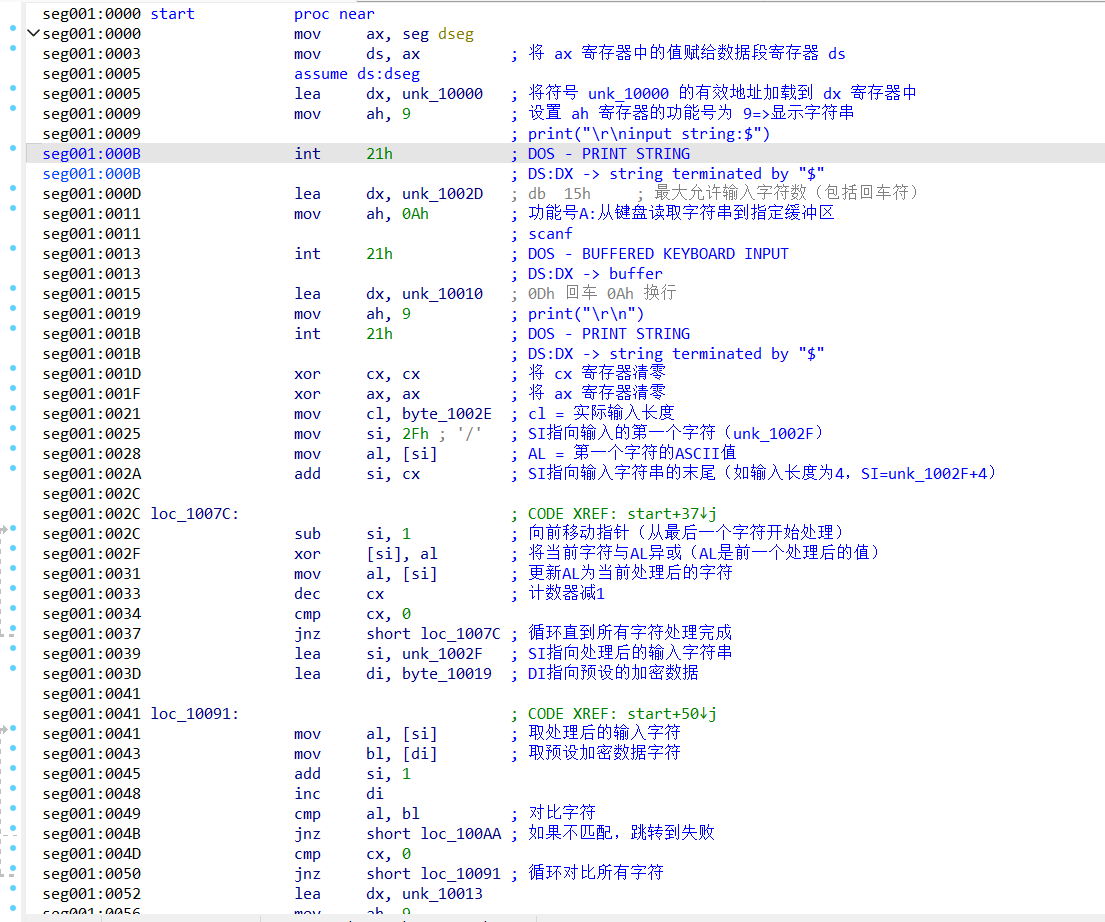 seg001:0000 start proc near
seg001:0000 mov ax, seg dseg
seg001:0003 mov ds, ax ; 将 ax 寄存器中的值赋给数据段寄存器 ds
seg001:0005 assume ds:dseg
seg001:0005 lea dx, unk_10000 ; 将符号 unk_10000 的有效地址加载到 dx 寄存器中
seg001:0009 mov ah, 9 ; 设置 ah 寄存器的功能号为 9=>显示字符串
seg001:0009 ; print("\r\ninput string:$")
seg001:000B int 21h ; DOS - PRINT STRING
seg001:000B ; DS:DX -> string terminated by "$"
seg001:000D lea dx, unk_1002D ; db 15h ; 最大允许输入字符数（包括回车符）
seg001:0011 mov ah, 0Ah ; 功能号A:从键盘读取字符串到指定缓冲区
seg001:0011 ; scanf
seg001:0013 int 21h ; DOS - BUFFERED KEYBOARD INPUT
seg001:0013 ; DS:DX -> buffer
seg001:0015 lea dx, unk_10010 ; 0Dh 回车 0Ah 换行
seg001:0019 mov ah, 9 ; print("\r\n")
seg001:001B int 21h ; DOS - PRINT STRING
seg001:001B ; DS:DX -> string terminated by "$"
seg001:001D xor cx, cx ; 将 cx 寄存器清零
seg001:001F xor ax, ax ; 将 ax 寄存器清零
seg001:0021 mov cl, byte_1002E ; cl = 实际输入长度
seg001:0025 mov si, 2Fh ; '/' ; SI指向输入的第一个字符（unk_1002F）
seg001:0028 mov al, [si] ; AL = 第一个字符的ASCII值
seg001:002A add si, cx ; SI指向输入字符串的末尾（如输入长度为4，SI=unk_1002F+4）
seg001:002C
seg001:002C loc_1007C: ; CODE XREF: start+37↓j
seg001:002C sub si, 1 ; 向前移动指针（从最后一个字符开始处理）
seg001:002F xor [si], al ; 将当前字符与AL异或（AL是前一个处理后的值）
seg001:0031 mov al, [si] ; 更新AL为当前处理后的字符
seg001:0033 dec cx ; 计数器减1
seg001:0034 cmp cx, 0
seg001:0037 jnz short loc_1007C ; 循环直到所有字符处理完成
seg001:0039 lea si, unk_1002F ; SI指向处理后的输入字符串
seg001:003D lea di, byte_10019 ; DI指向预设的加密数据
seg001:0041
seg001:0041 loc_10091: ; CODE XREF: start+50↓j
seg001:0041 mov al, [si] ; 取处理后的输入字符
seg001:0043 mov bl, [di] ; 取预设加密数据字符
seg001:0045 add si, 1
seg001:0048 inc di
seg001:0049 cmp al, bl ; 对比字符
seg001:004B jnz short loc_100AA ; 如果不匹配，跳转到失败
seg001:004D cmp cx, 0
seg001:0050 jnz short loc_10091 ; 循环对比所有字符
seg001:0052 lea dx, unk_10013
seg001:0056 mov ah, 9